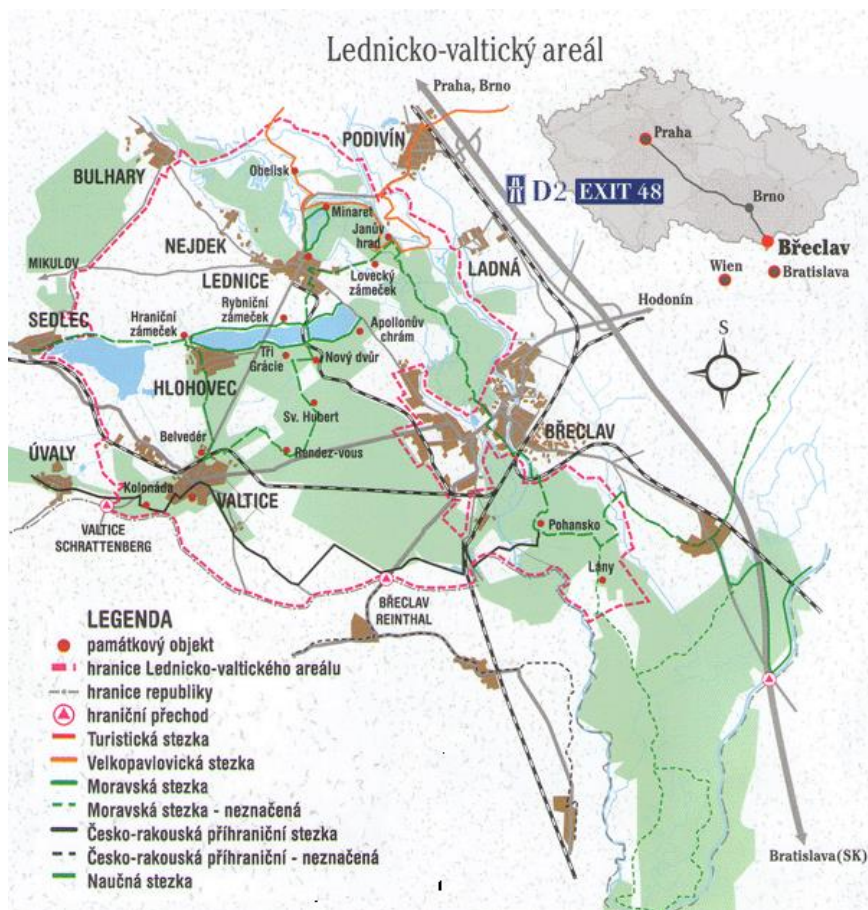 Lednicko-valtický areál
Praha, Brno
PODIVÍN
Praha
BULHARY
Obelisk
D2 EXIT 48
Brno
Minaret
Janův
hrad
NEJDEK
Břeclav
MIKULOV
LEDNICE
Lovecký
zámeček
LADNÁ
Wien
Bratislava
Hodonín
SEDLEC
Hraniční
zámeček
Rybniční
zámeček
Apollonův
chrám
S
Tři
Grácie
Nový dvůr
HLOHOVEC
Sv. Hubert
BŘECLAV
Belvedér
Rendez-vous
ÚVALY
Kolonáda
VALTICE
VALTICE
SCHRATTENBERG
Pohansko
Lány
BŘECLAV
REINTHAL
LEGENDA
památkový objekt
hranice Lednicko-valtického areálu
hranice republiky
hraniční přechod
Turistická stezka
Velkopavlovická stezka
Moravská stezka
Moravská stezka - neznačená
Česko-rakouská příhraniční stezka
Česko-rakouská příhraniční - neznačená
Naučná stezka
Bratislava(SK)